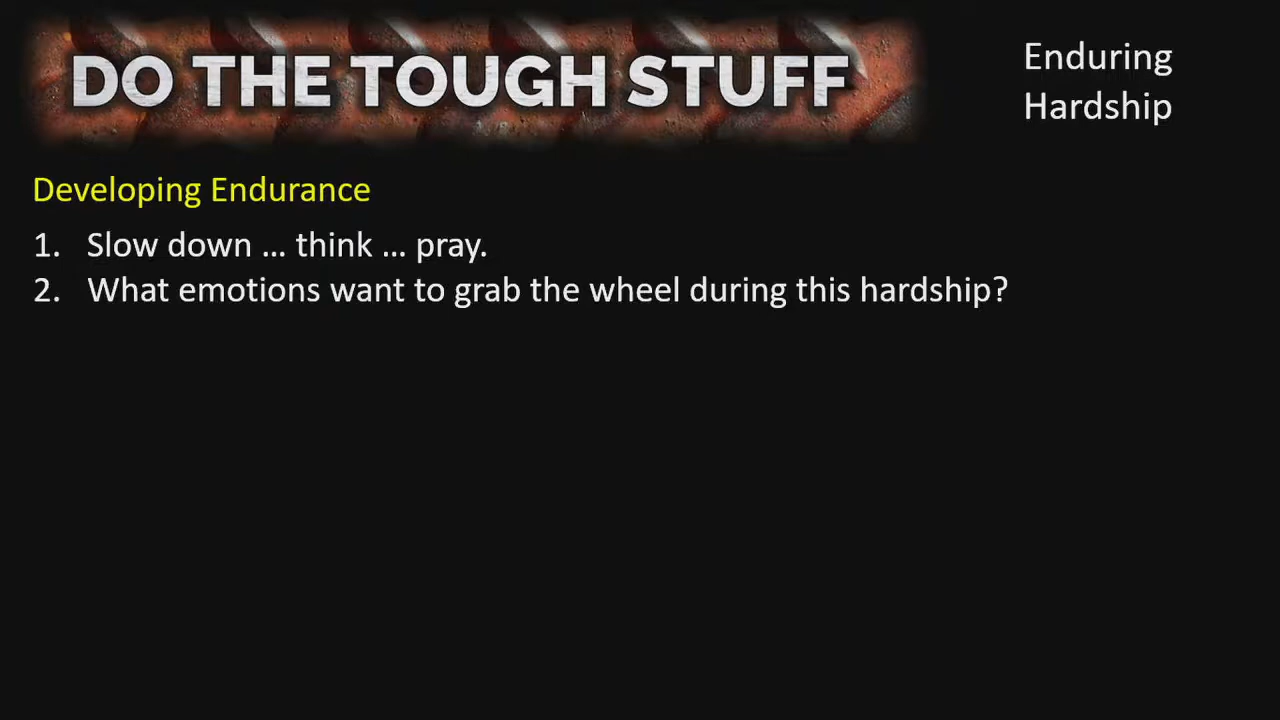 DO THE TOUGH STUFF
Enduring
Hardship
Developing Endurance
1. Slow down ... think ... pray.
2. What emotions want to grab the wheel during this hardship?